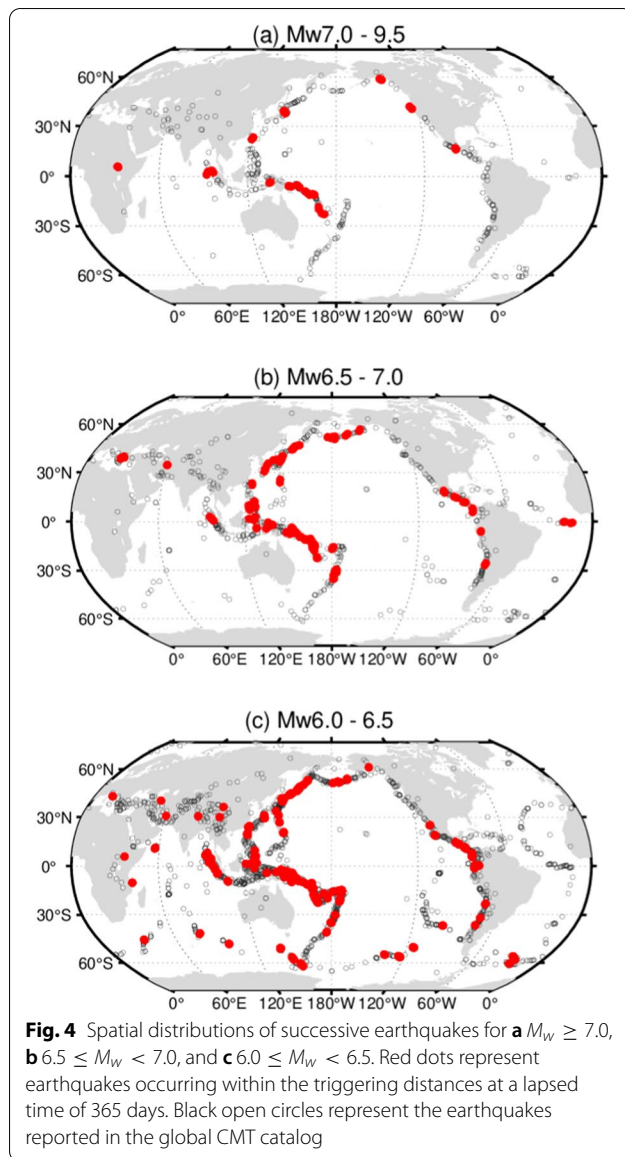 (a) Mw7.0 - 9.5
60°N
30°N
0°
30°S
60°S
0° 60°E 120°E 180°W 120°W 60°W 0°
(b) Mw6.5 - 7.0
60°N
30°N
0°
30°S
60°S
0° 60°E 120°E 180°W 120°W 60°W 0°
(c) Mw6.0 - 6.5
60°N
30°N
0°
30°S
60°S
0° 60°E 120°E 180°W 120°W 60°W 0°
Fig. 4 Spatial distributions of successive earthquakes for a M_W ≥ 7.0,
b 6.5 ≤ M_W < 7.0, and c 6.0 ≤ M_W < 6.5. Red dots represent
earthquakes occurring within the triggering distances at a lapsed
time of 365 days. Black open circles represent the earthquakes
reported in the global CMT catalog